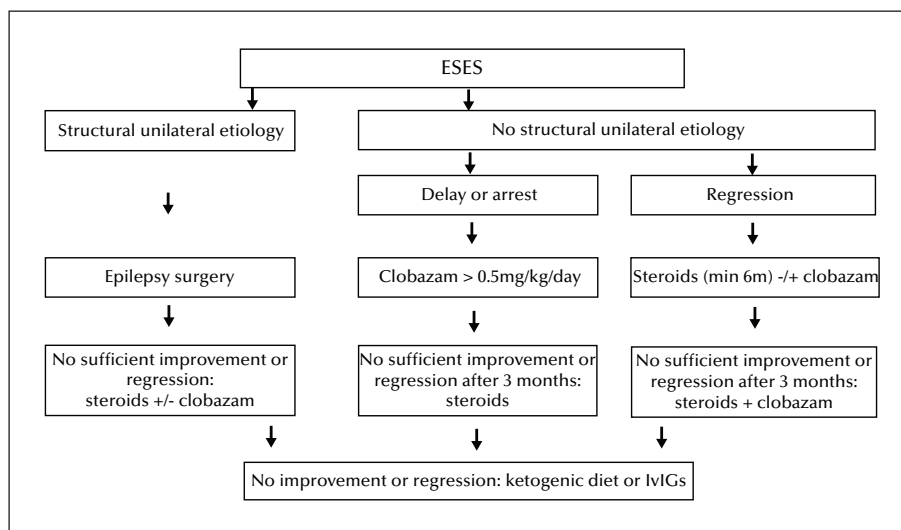 ESES
Structural unilateral etiology
No structural unilateral etiology
Delay or arrest
Regression
Epilepsy surgery
Clobazam > 0.5mg/kg/day
Steroids (min 6m) -/+ clobazam
No sufficient improvement or
regression:
steroids +/- clobazam
No sufficient improvement or
regression after 3 months:
steroids
No sufficient improvement or
regression after 3 months:
steroids + clobazam
No improvement or regression: ketogenic diet or IvIGs